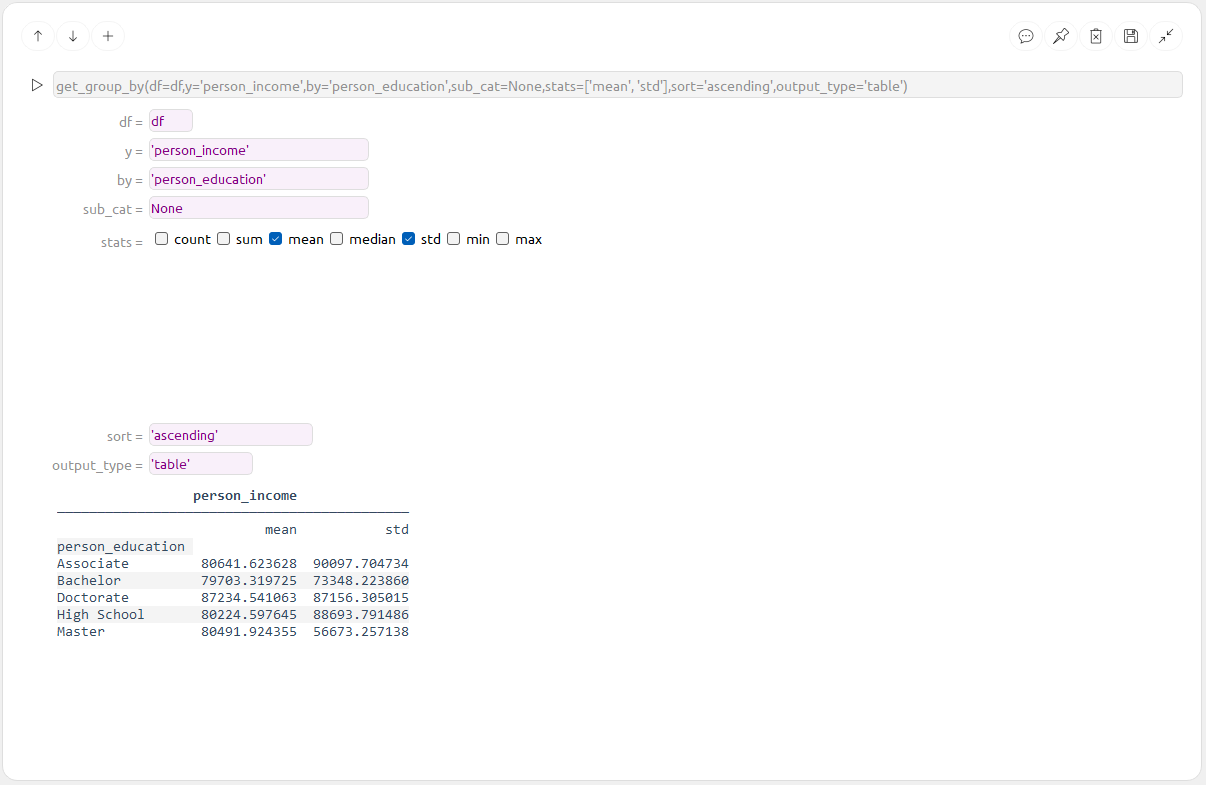 get_group_by(df=df,y='person_income',by='person_education',sub_cat=None,stats=['mean', 'std'],sort='ascending',output_type='table')
df = df
y = 'person_income'
by = 'person_education'
sub_cat = None
stats = count sum mean median std min max
sort = 'ascending'
output_type = 'table'
person_income
mean std
person_education
Associate 80641.623628 90097.704734
Bachelor 79703.319725 73348.223860
Doctorate 87234.541063 87156.305015
High School 80224.597645 88693.791486
Master 80491.924355 56673.257138